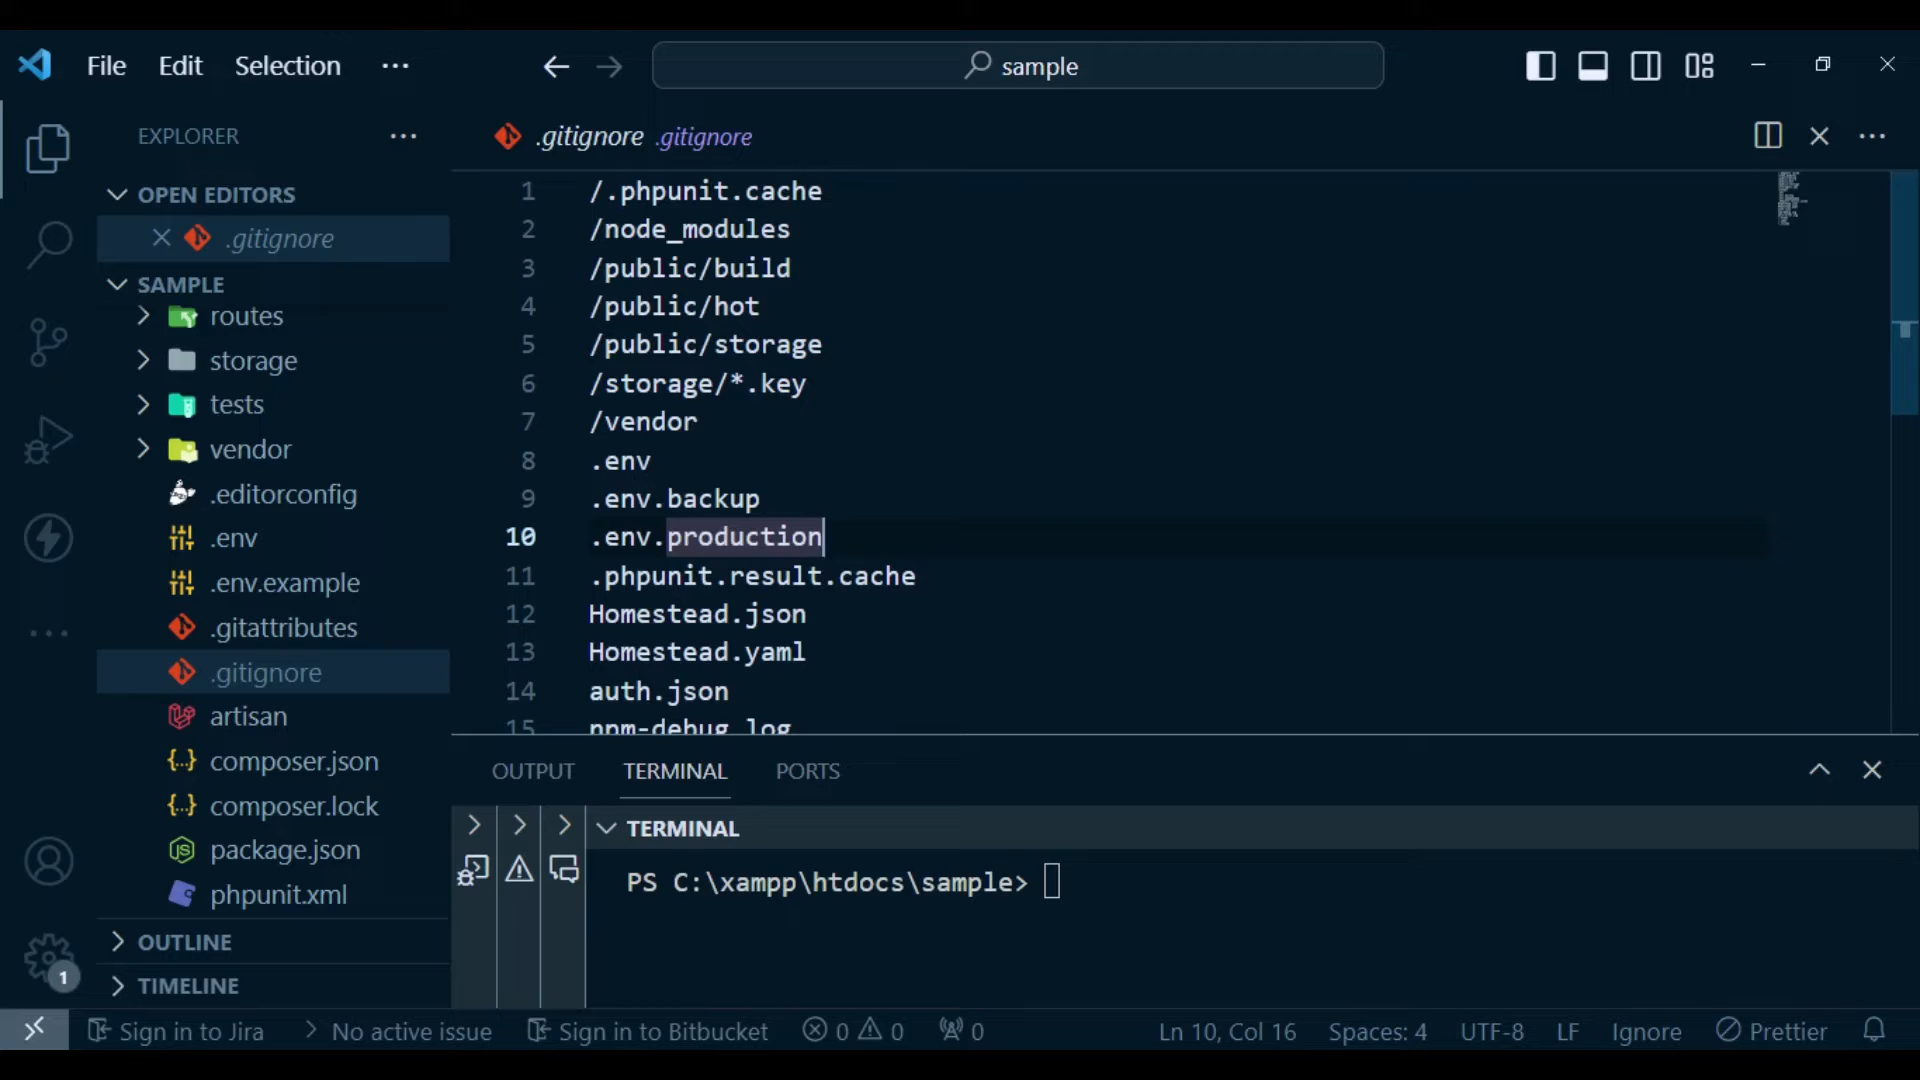 File Edit Selection ···
sample
EXPLORER ···
OPEN EDITORS
.gitignore
SAMPLE
routes
storage
tests
vendor
.editorconfig
.env
.env.example
.gitattributes
.gitignore
artisan
composer.json
composer.lock
package.json
phpunit.xml
OUTLINE
TIMELINE
1
.gitignore .gitignore
1 /.phpunit.cache
2 /node_modules
3 /public/build
4 /public/hot
5 /public/storage
6 /storage/*.key
7 /vendor
8 .env
9 .env.backup
10 .env.production
11 .phpunit.result.cache
12 Homestead.json
13 Homestead.yaml
14 auth.json
15 npm-debug.log
OUTPUT TERMINAL PORTS
TERMINAL
PS C:\xampp\htdocs\sample>
Sign in to Jira > No active issue Sign in to Bitbucket 0 0 0 Ln 10, Col 16 Spaces: 4 UTF-8 LF Ignore Prettier